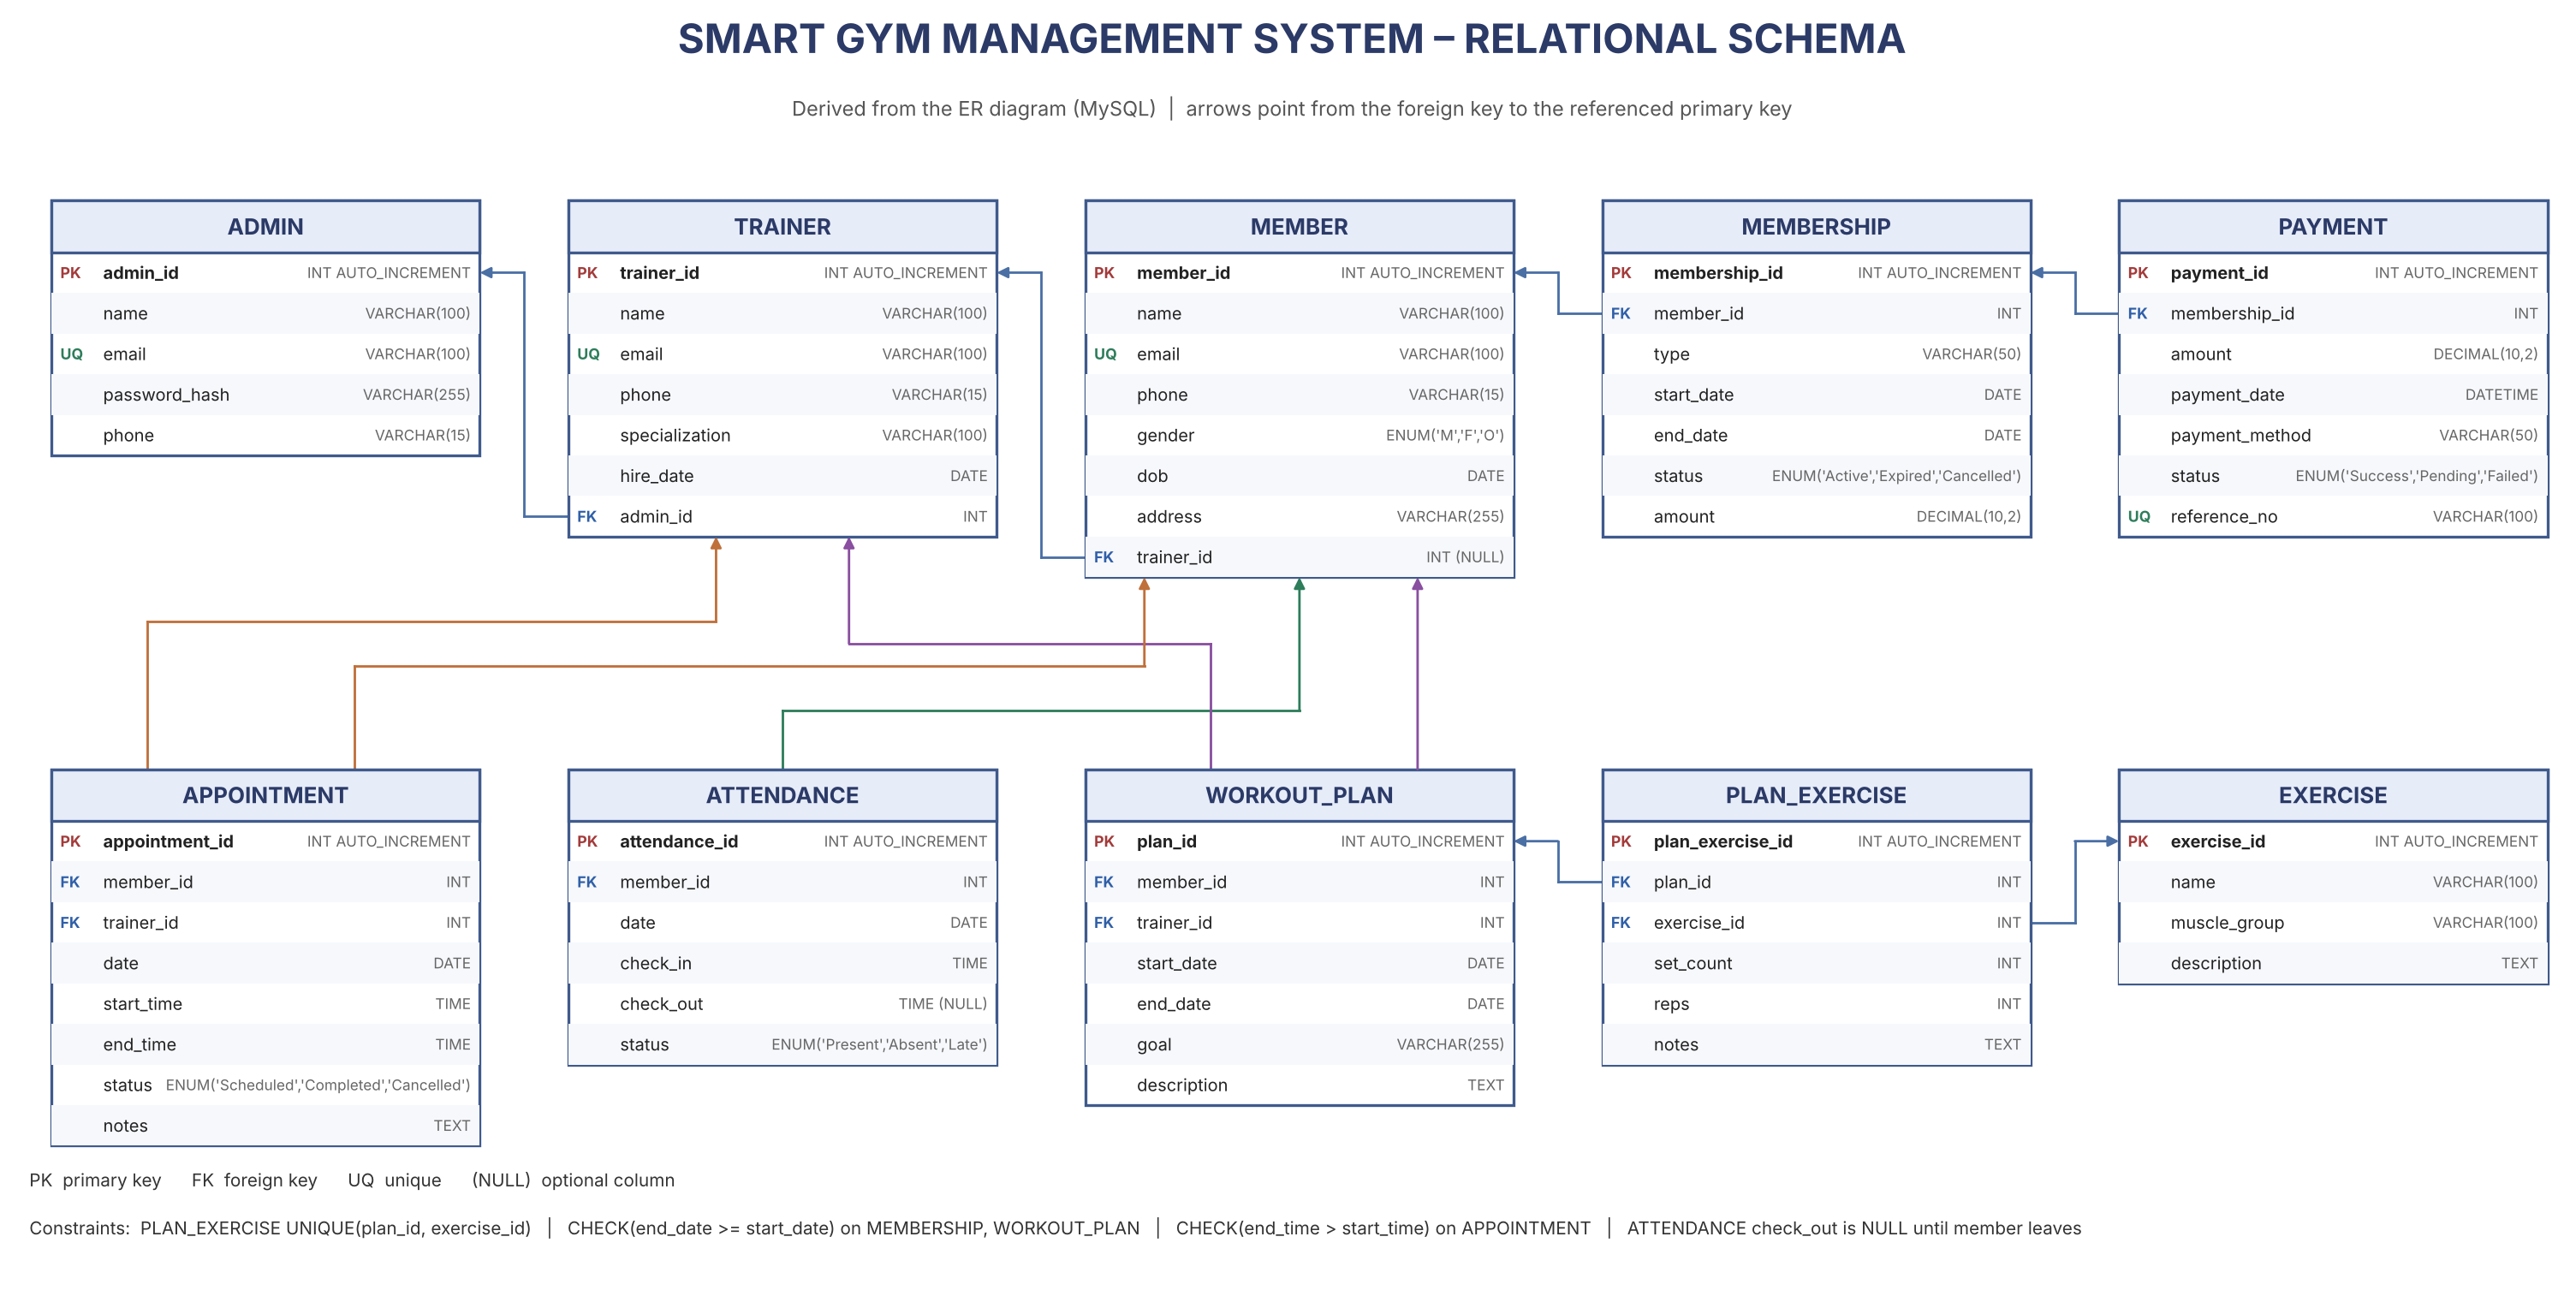 SMART GYM MANAGEMENT SYSTEM – RELATIONAL SCHEMA
Derived from the ER diagram (MySQL) | arrows point from the foreign key to the referenced primary key
ADMIN
PK admin_id INT AUTO_INCREMENT
name VARCHAR(100)
UQ email VARCHAR(100)
password_hash VARCHAR(255)
phone VARCHAR(15)
TRAINER
PK trainer_id INT AUTO_INCREMENT
name VARCHAR(100)
UQ email VARCHAR(100)
phone VARCHAR(15)
specialization VARCHAR(100)
hire_date DATE
FK admin_id INT
MEMBER
PK member_id INT AUTO_INCREMENT
name VARCHAR(100)
UQ email VARCHAR(100)
phone VARCHAR(15)
gender ENUM('M','F','O')
dob DATE
address VARCHAR(255)
FK trainer_id INT (NULL)
MEMBERSHIP
PK membership_id INT AUTO_INCREMENT
FK member_id INT
type VARCHAR(50)
start_date DATE
end_date DATE
status ENUM('Active','Expired','Cancelled')
amount DECIMAL(10,2)
PAYMENT
PK payment_id INT AUTO_INCREMENT
FK membership_id INT
amount DECIMAL(10,2)
payment_date DATETIME
payment_method VARCHAR(50)
status ENUM('Success','Pending','Failed')
UQ reference_no VARCHAR(100)
APPOINTMENT
PK appointment_id INT AUTO_INCREMENT
FK member_id INT
FK trainer_id INT
date DATE
start_time TIME
end_time TIME
status ENUM('Scheduled','Completed','Cancelled')
notes TEXT
ATTENDANCE
PK attendance_id INT AUTO_INCREMENT
FK member_id INT
date DATE
check_in TIME
check_out TIME (NULL)
status ENUM('Present','Absent','Late')
WORKOUT_PLAN
PK plan_id INT AUTO_INCREMENT
FK member_id INT
FK trainer_id INT
start_date DATE
end_date DATE
goal VARCHAR(255)
description TEXT
PLAN_EXERCISE
PK plan_exercise_id INT AUTO_INCREMENT
FK plan_id INT
FK exercise_id INT
set_count INT
reps INT
notes TEXT
EXERCISE
PK exercise_id INT AUTO_INCREMENT
name VARCHAR(100)
muscle_group VARCHAR(100)
description TEXT
PK primary key FK foreign key UQ unique (NULL) optional column
Constraints: PLAN_EXERCISE UNIQUE(plan_id, exercise_id) | CHECK(end_date >= start_date) on MEMBERSHIP, WORKOUT_PLAN | CHECK(end_time > start_time) on APPOINTMENT | ATTENDANCE check_out is NULL until member leaves